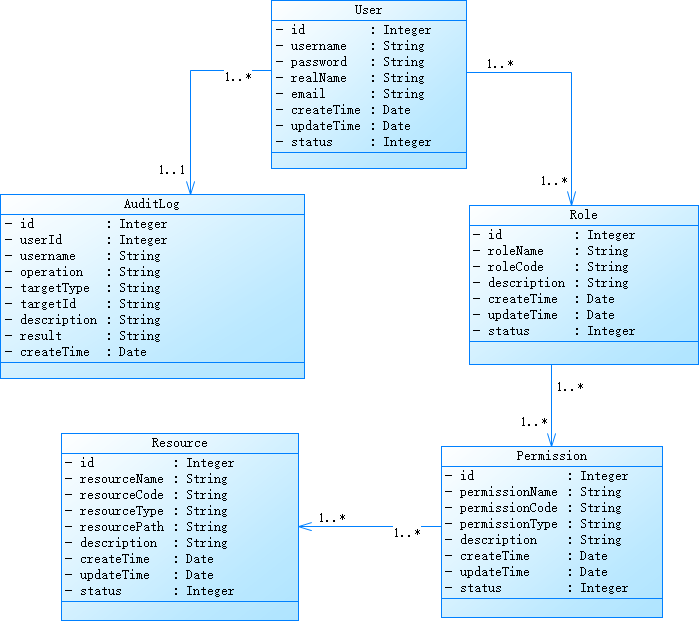 User
- id : Integer
- username : String
- password : String
- realName : String
- email : String
- createTime : Date
- updateTime : Date
- status : Integer
1..*
1..1
1..*
1..*
AuditLog
- id : Integer
- userId : Integer
- username : String
- operation : String
- targetType : String
- targetId : String
- description : String
- result : String
- createTime : Date
Role
- id : Integer
- roleName : String
- roleCode : String
- description : String
- createTime : Date
- updateTime : Date
- status : Integer
1..*
1..*
Resource
- id : Integer
- resourceName : String
- resourceCode : String
- resourceType : String
- resourcePath : String
- description : String
- createTime : Date
- updateTime : Date
- status : Integer
1..*
1..*
Permission
- id : Integer
- permissionName : String
- permissionCode : String
- permissionType : String
- description : String
- createTime : Date
- updateTime : Date
- status : Integer